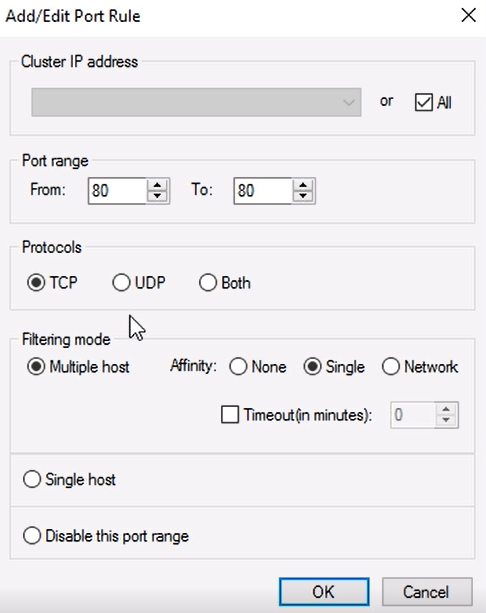 Add/Edit Port Rule
Cluster IP address
or All
Port range
From: 80 To: 80
Protocols
TCP UDP Both
Filtering mode
Multiple host Affinity: None Single Network
Timeout(in minutes): 0
Single host
Disable this port range
OK Cancel